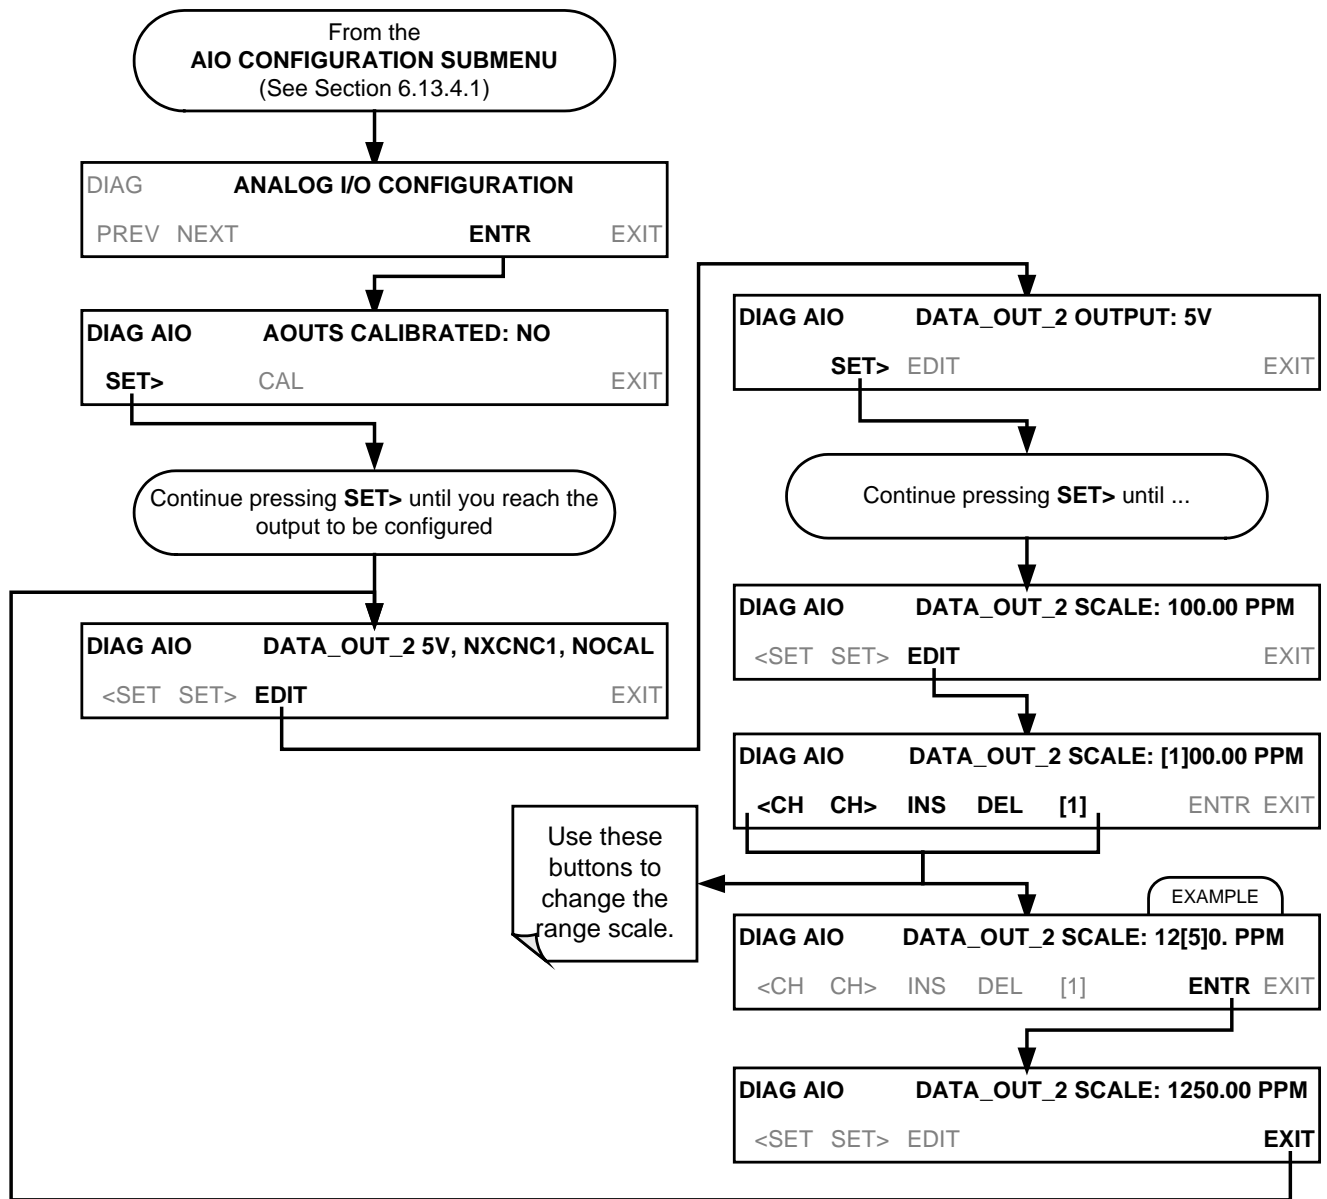 From the
AIO CONFIGURATION SUBMENU
(See Section 6.13.4.1)
DIAG ANALOG I/O CONFIGURATION
PREV NEXT ENTR EXIT
DIAG AIO AOUTS CALIBRATED: NO
SET> CAL EXIT
Continue pressing SET> until you reach the
output to be configured
DIAG AIO DATA_OUT_2 5V, NXCNC1, NOCAL
<SET SET> EDIT EXIT
DIAG AIO DATA_OUT_2 OUTPUT: 5V
SET> EDIT EXIT
Continue pressing SET> until ...
DIAG AIO DATA_OUT_2 SCALE: 100.00 PPM
<SET SET> EDIT EXIT
DIAG AIO DATA_OUT_2 SCALE: [1]00.00 PPM
<CH CH> INS DEL [1] ENTR EXIT
Use these
buttons to
change the
range scale.
EXAMPLE
DIAG AIO DATA_OUT_2 SCALE: 12[5]0. PPM
<CH CH> INS DEL [1] ENTR EXIT
DIAG AIO DATA_OUT_2 SCALE: 1250.00 PPM
<SET SET> EDIT EXIT